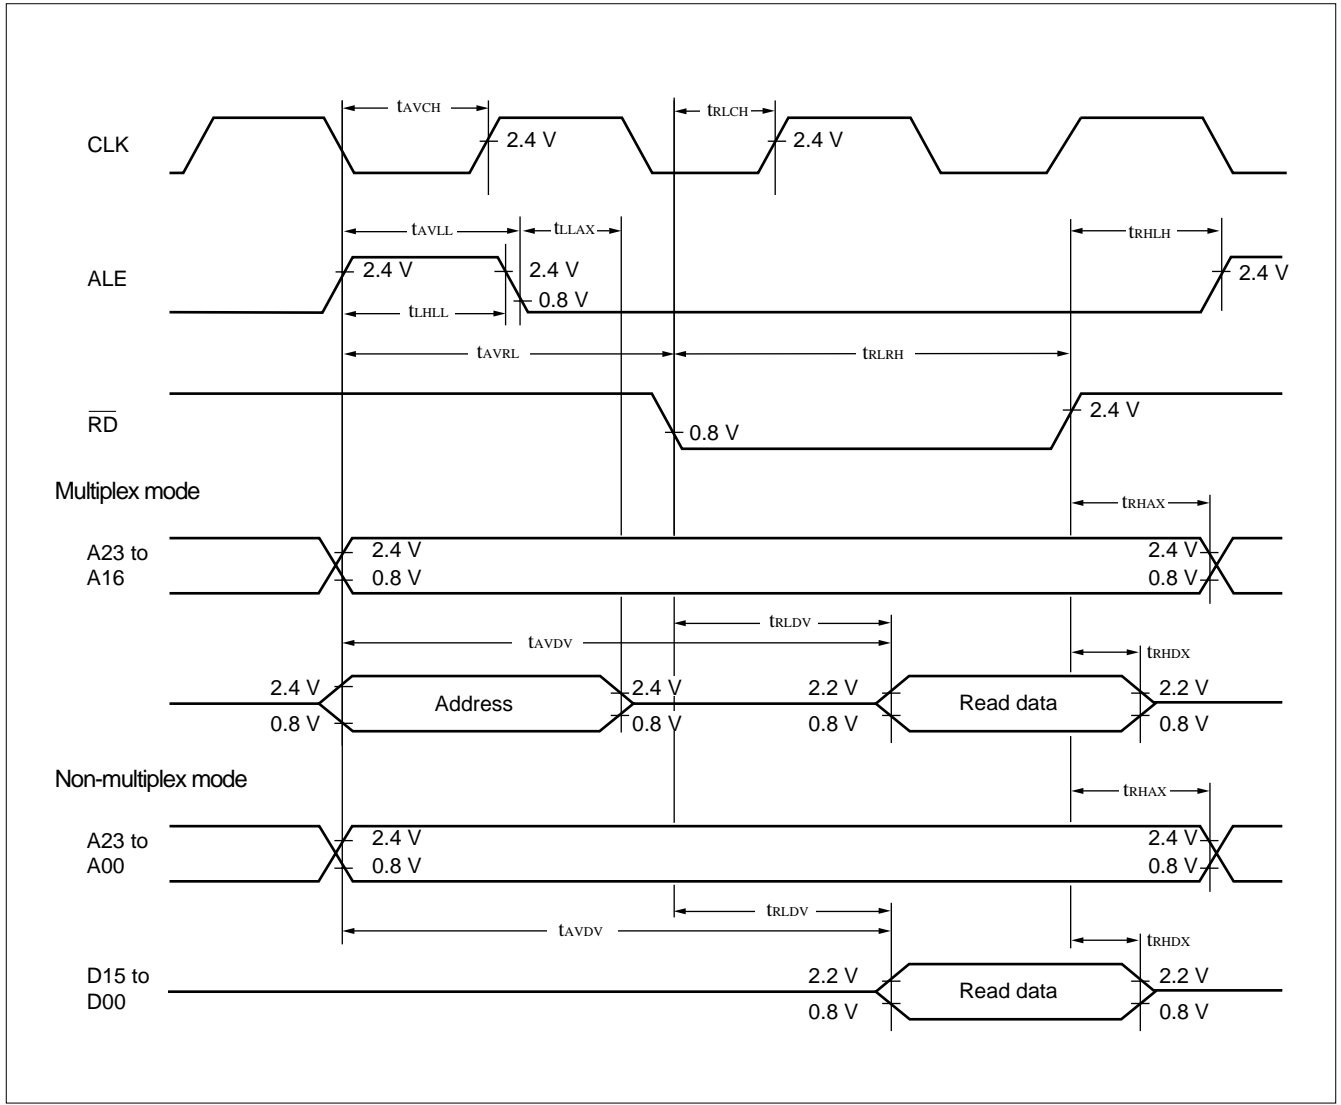 tAVCH
tRLCH
CLK
2.4 V
2.4 V
tAVLL
tLLAX
tRHLH
ALE
2.4 V
2.4 V
2.4 V
0.8 V
tLHLL
tAVRL
tRLRH
RD
2.4 V
0.8 V
Multiplex mode
tRHAX
A23 to
A16
2.4 V
2.4 V
0.8 V
0.8 V
tRLDV
tAVDV
tRHDX
2.4 V
Address
2.4 V
2.2 V
Read data
2.2 V
0.8 V
0.8 V
0.8 V
0.8 V
Non-multiplex mode
tRHAX
A23 to
A00
2.4 V
2.4 V
0.8 V
0.8 V
tRLDV
tAVDV
tRHDX
D15 to
D00
2.2 V
Read data
2.2 V
0.8 V
0.8 V